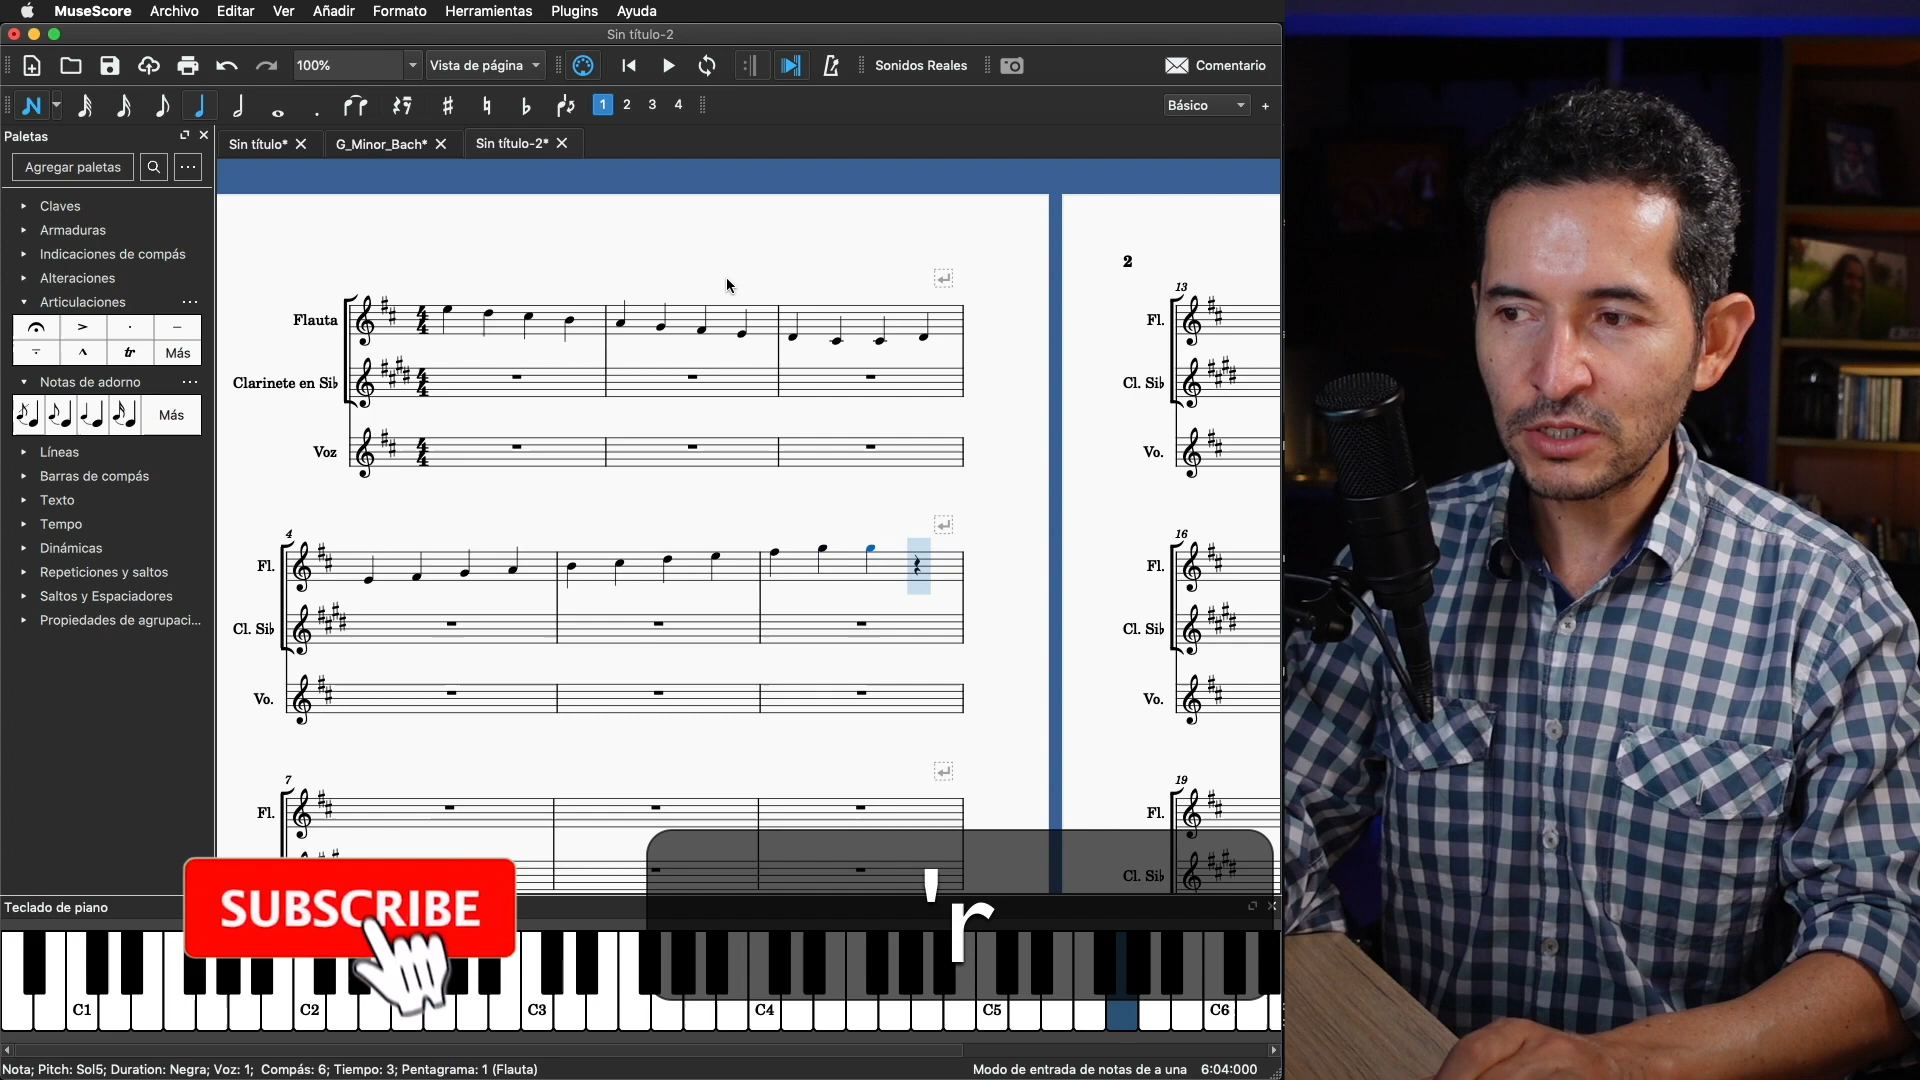 MuseScore Archivo Editar Ver Añadir Formato Herramientas Plugins Ayuda
Sin título-2
100% Vista de página Sonidos Reales Comentario
1 2 3 4 Básico +
Paletas
Sin título* G_Minor_Bach* Sin título-2*
Agregar paletas ...
Claves
Armaduras
Indicaciones de compás
Alteraciones
Articulaciones ...
tr Más
Notas de adorno ...
Más
Líneas
Barras de compás
Texto
Tempo
Dinámicas
Repeticiones y saltos
Saltos y Espaciadores
Propiedades de agrupaci...
Flauta
Clarinete en Si♭
Voz
4
Fl.
Cl. Si♭
Vo.
7
Fl.
2
13
Fl.
Cl. Si♭
Vo.
16
Fl.
Cl. Si♭
Vo.
19
Fl.
Cl. Si♭
'r
SUBSCRIBE
Teclado de piano
C1 C2 C3 C4 C5 C6
Nota; Pitch: Sol5; Duration: Negra; Voz: 1; Compás: 6; Tiempo: 3; Pentagrama: 1 (Flauta) Modo de entrada de notas de a una 6:04:000